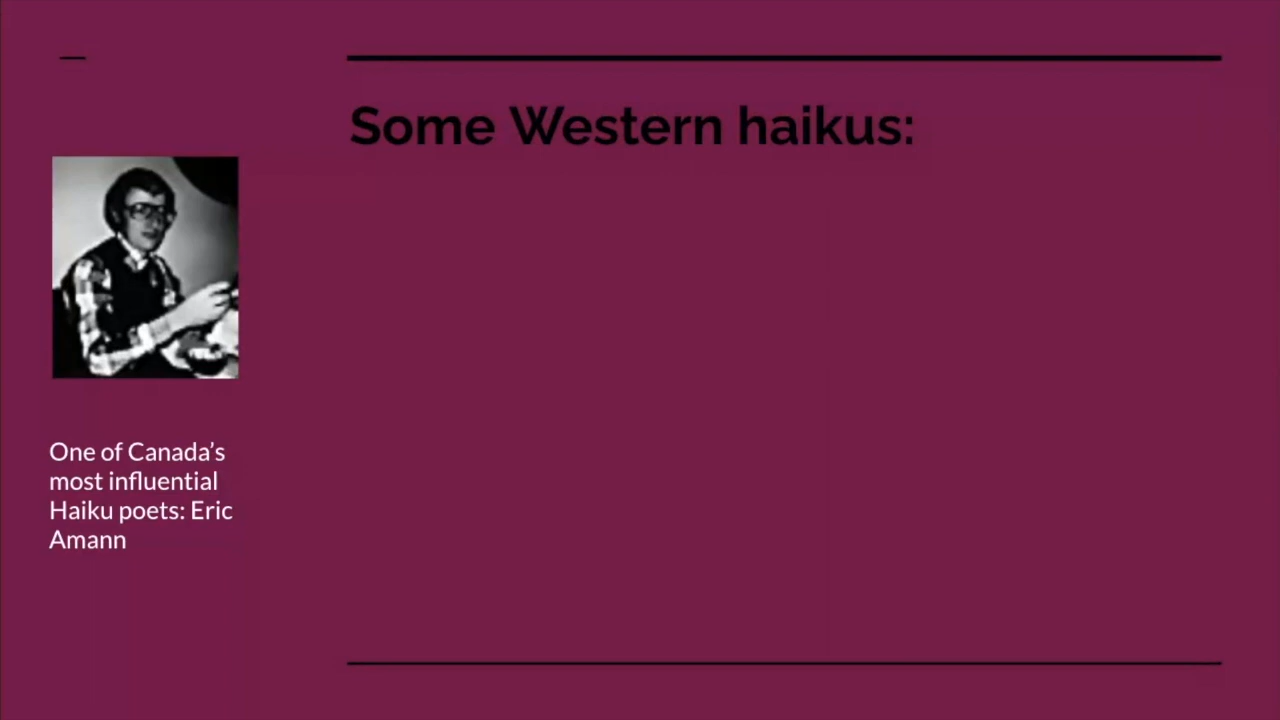 Some Western haikus:
One of Canada’s
most influential
Haiku poets: Eric
Amann